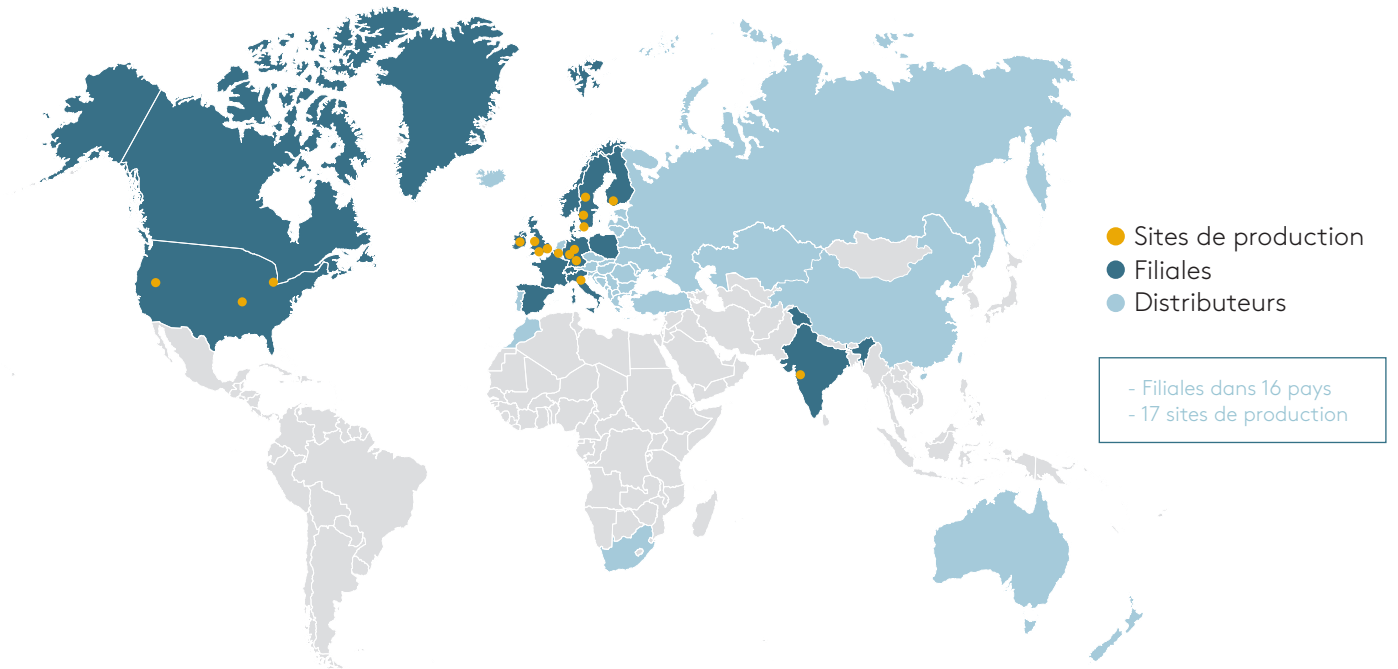 Sites de production
Filiales
Distributeurs
- Filiales dans 16 pays
- 17 sites de production